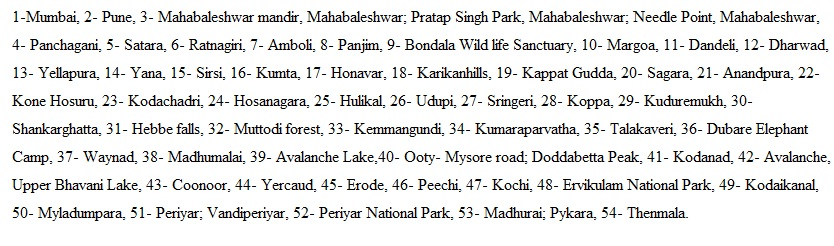 1-Mumbai, 2- Pune, 3- Mahabaleshwar mandir, Mahabaleshwar; Pratap Singh Park, Mahabaleshwar; Needle Point, Mahabaleshwar,
4- Panchagani, 5- Satara, 6- Ratnagiri, 7- Amboli, 8- Panjim, 9- Bondala Wild life Sanctuary, 10- Margoa, 11- Dandeli, 12- Dharwad,
13- Yellapura, 14- Yana, 15- Sirsi, 16- Kumta, 17- Honavar, 18- Karikanhills, 19- Kappat Gudda, 20- Sagara, 21- Anandpura, 22-
Kone Hosuru, 23- Kodachadri, 24- Hosanagara, 25- Hulikal, 26- Udupi, 27- Sringeri, 28- Koppa, 29- Kuduremukh, 30-
Shankarghatta, 31- Hebbe falls, 32- Muttodi forest, 33- Kemmangundi, 34- Kumaraparvatha, 35- Talakaveri, 36- Dubare Elephant
Camp, 37- Waynad, 38- Madhumalai, 39- Avalanche Lake,40- Ooty- Mysore road; Doddabetta Peak, 41- Kodanad, 42- Avalanche,
Upper Bhavani Lake, 43- Coonoor, 44- Yercaud, 45- Erode, 46- Peechi, 47- Kochi, 48- Ervikulam National Park, 49- Kodaikanal,
50- Myladumpara, 51- Periyar; Vandiperiyar, 52- Periyar National Park, 53- Madhurai; Pykara, 54- Thenmala.